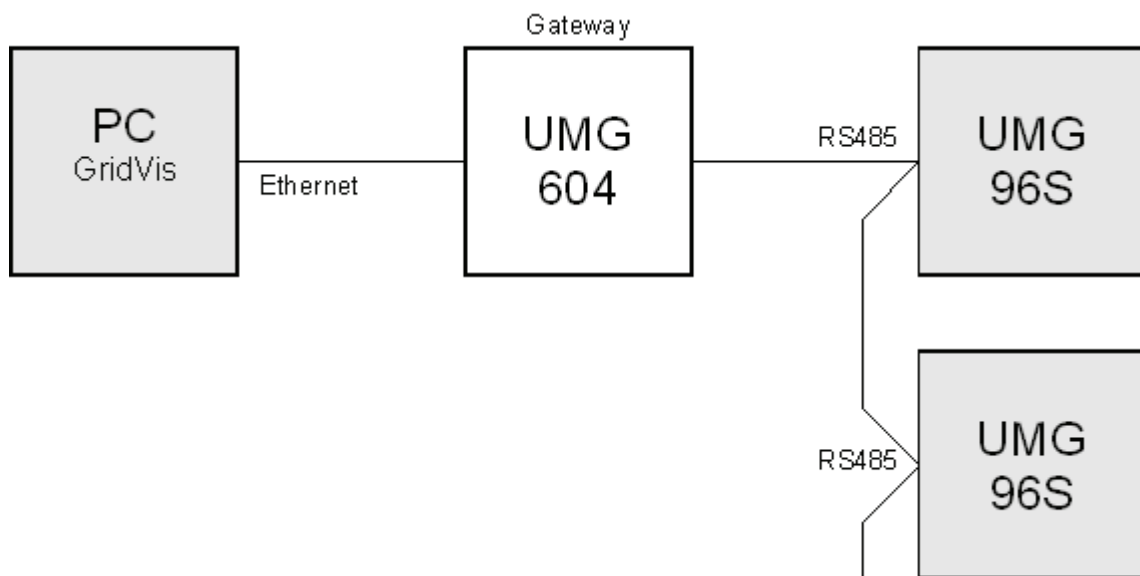 Gateway
PC
GridVis
Ethernet
UMG
604
RS485
UMG
96S
RS485
UMG
96S